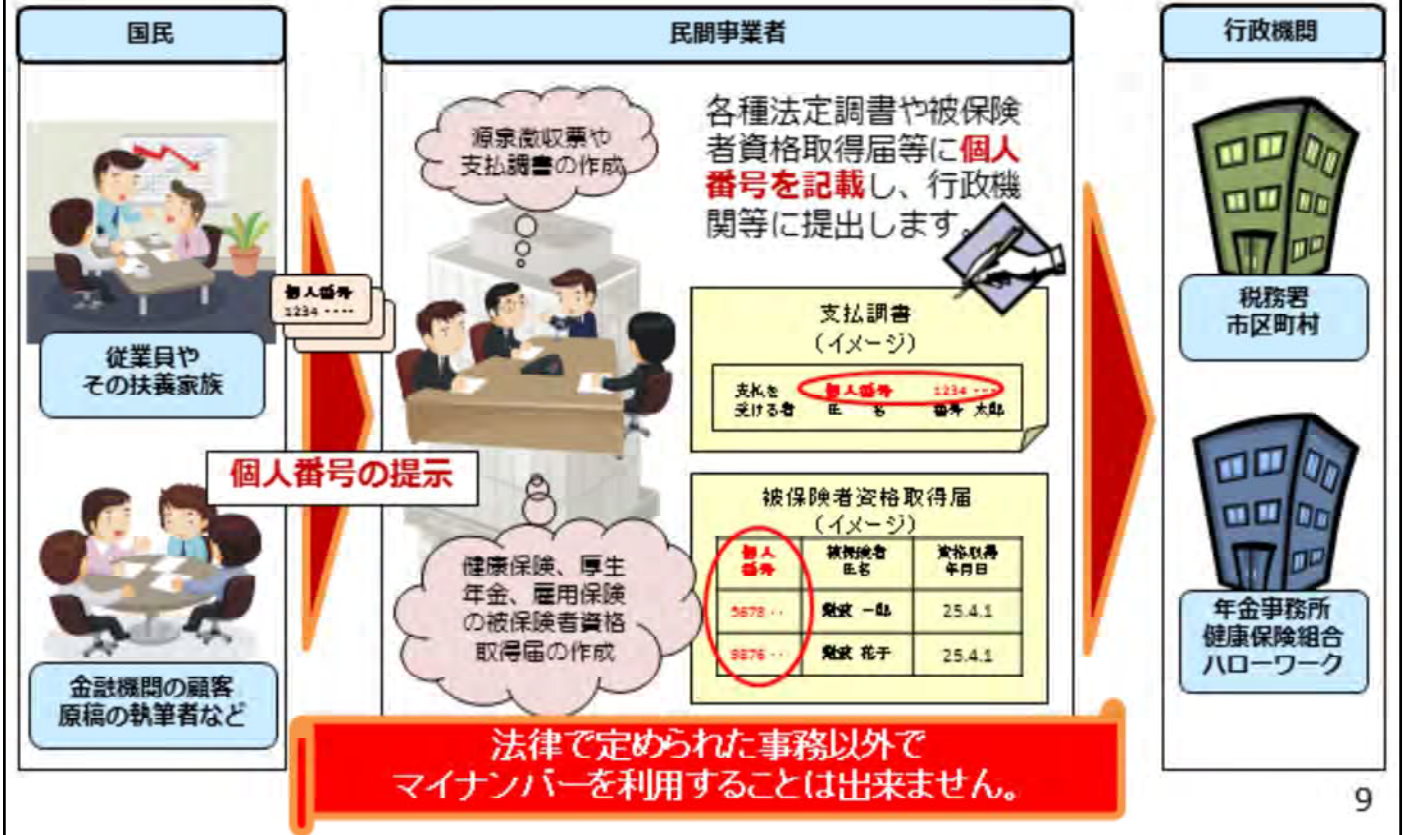 国民
民間事業者
行政機関
源泉徴収票や
支払調書の作成
各種法定調書や被保険
者資格取得届等に個人
番号を記載し、行政機
関等に提出します。
個人番号
1234 ····
従業員や
その扶養家族
税務署
市区町村
支払調書
(イメージ)
支払を
受ける者
個人番号 1234 ···
氏 名 番号 太郎
個人番号の提示
被保険者資格取得届
(イメージ)
個人
番号
被保険者
氏名
資格取得
年月日
5678 ··
難波 一郎
25.4.1
9876 ···
難波 花子
25.4.1
健康保険、厚生
年金、雇用保険
の被保険者資格
取得届の作成
年金事務所
健康保険組合
ハローワーク
金融機関の顧客
原稿の執筆者など
法律で定められた事務以外で
マイナンバーを利用することは出来ません。
9